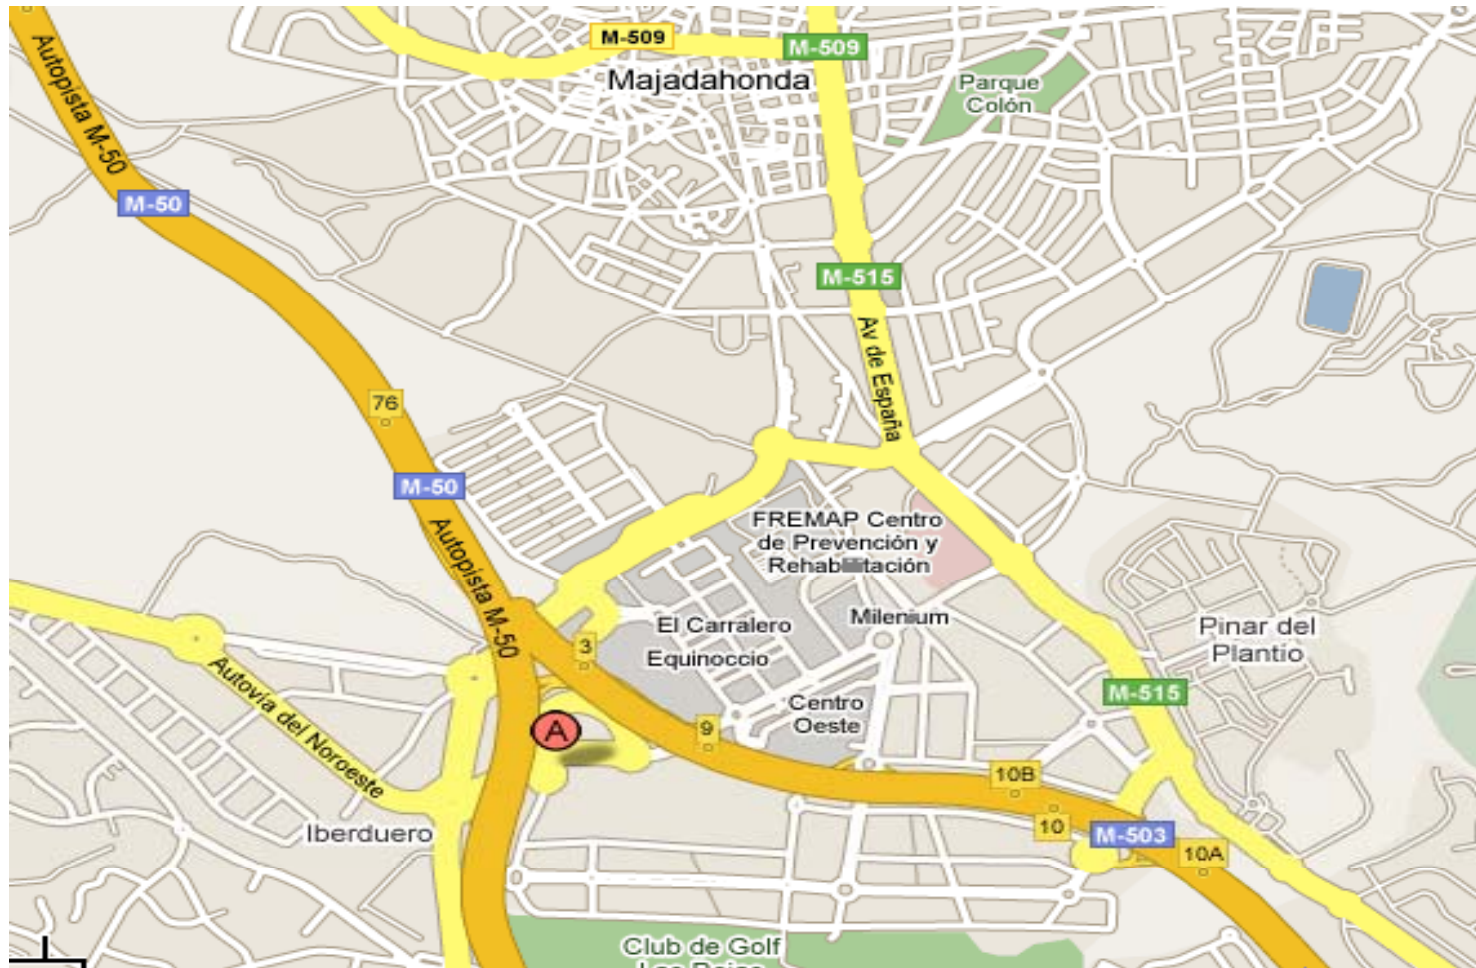 M-509
M-509
Majadahonda
Parque
Colón
Autopista M-50
M-50
M-515
Av de España
76
M-50
Autopista M-50
FREMAP Centro
de Prevención y
El Carralero
Milenium
Equinoccio
3
Pinar del
Plantio
M-515
Autovía del Noroeste
Centro
Oeste
A
9
10B
10
M-503
10A
Iberduero
Club de Golf